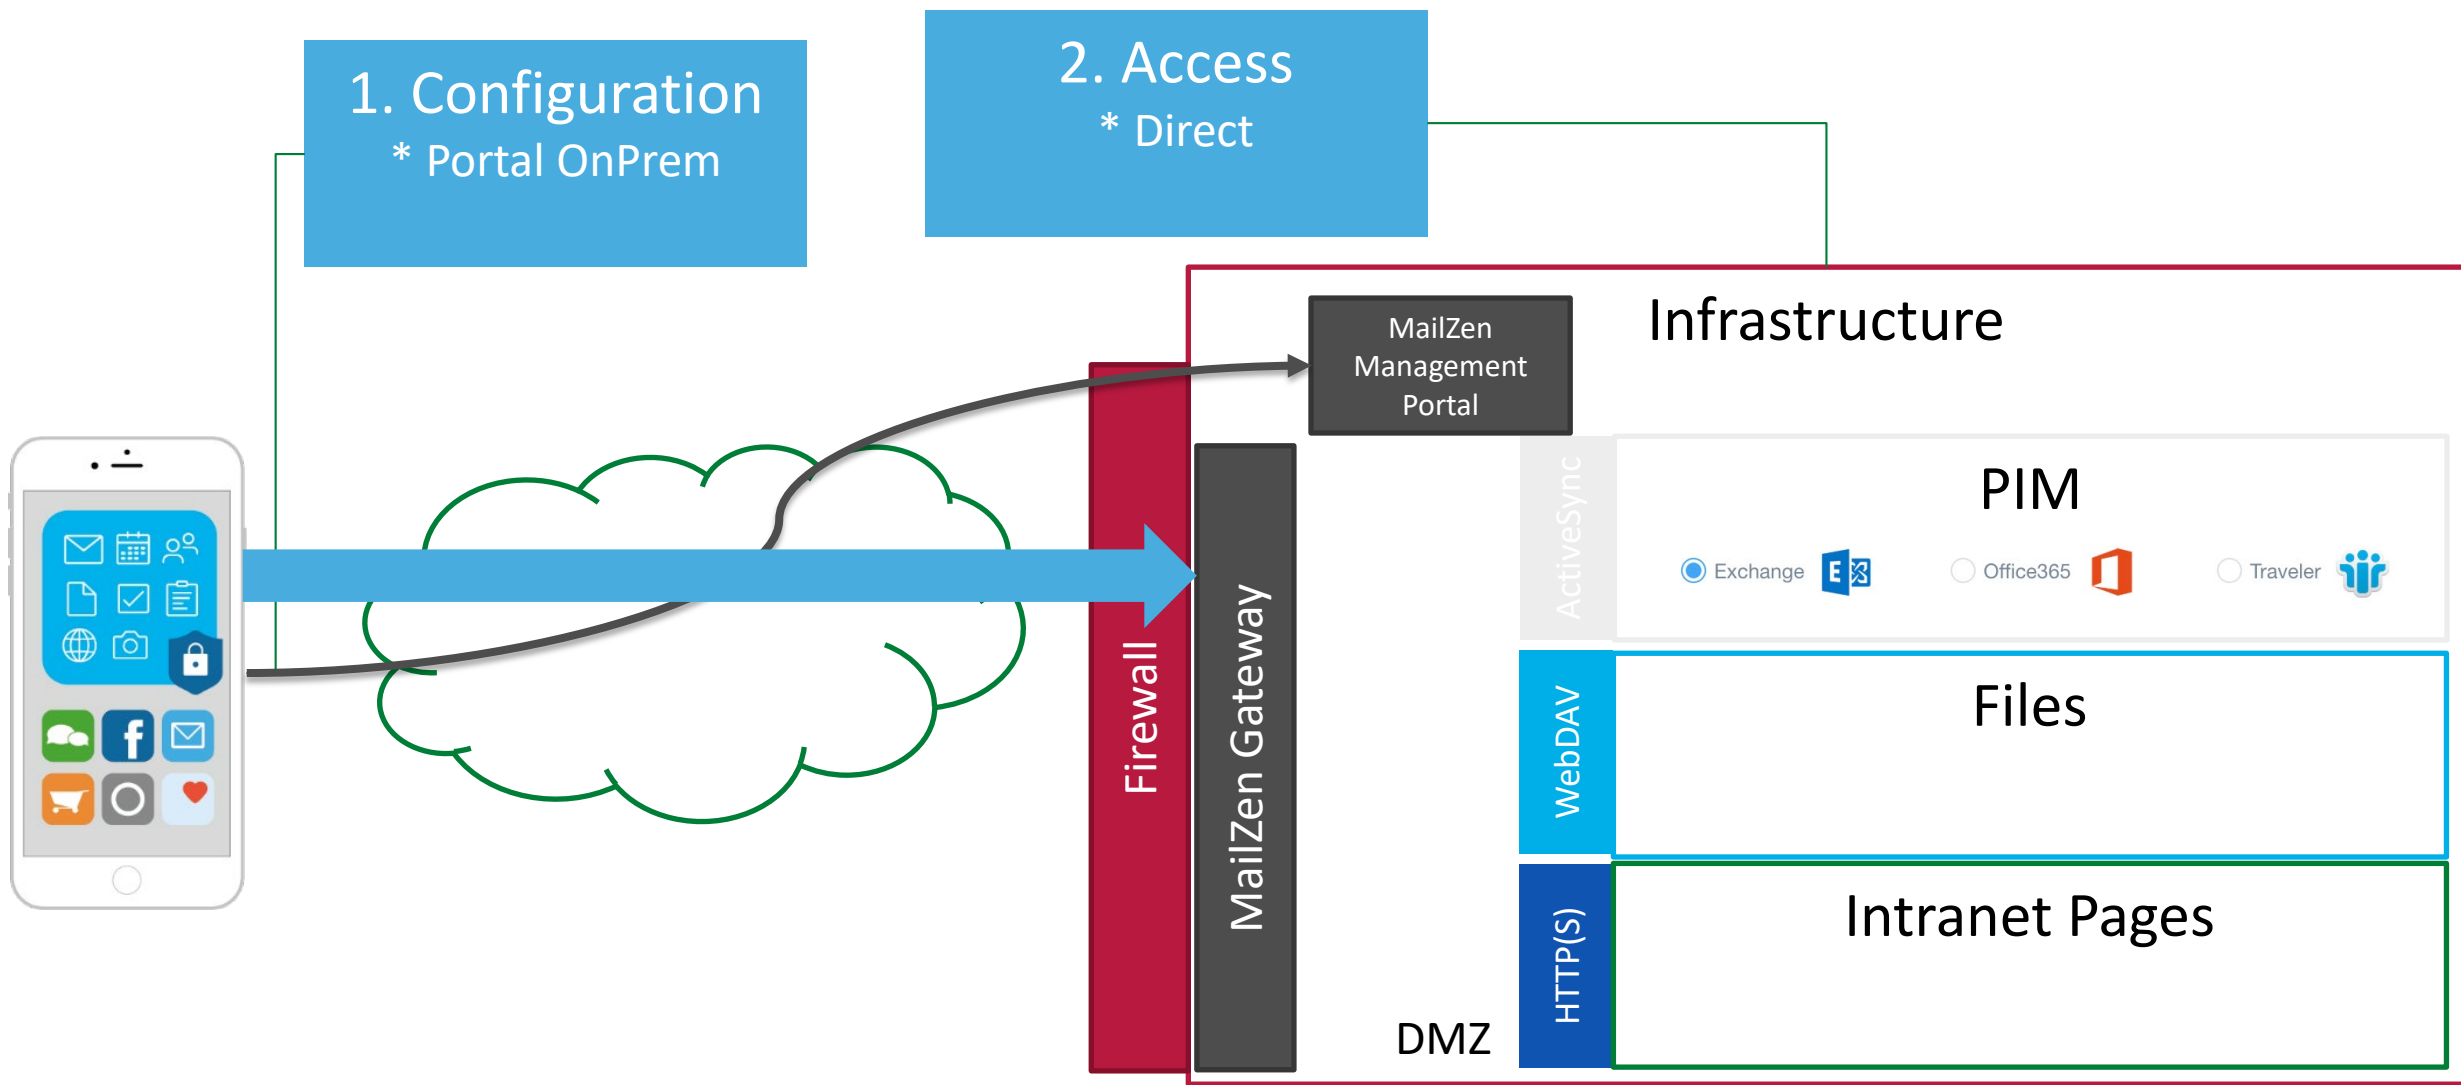 1. Configuration
* Portal OnPrem
2. Access
* Direct
Infrastructure
MailZen
Management
Portal
Firewall
MailZen Gateway
DMZ
ActiveSync
PIM
Exchange
E
Office365
Traveler
WebDAV
Files
HTTP(S)
Intranet Pages
f